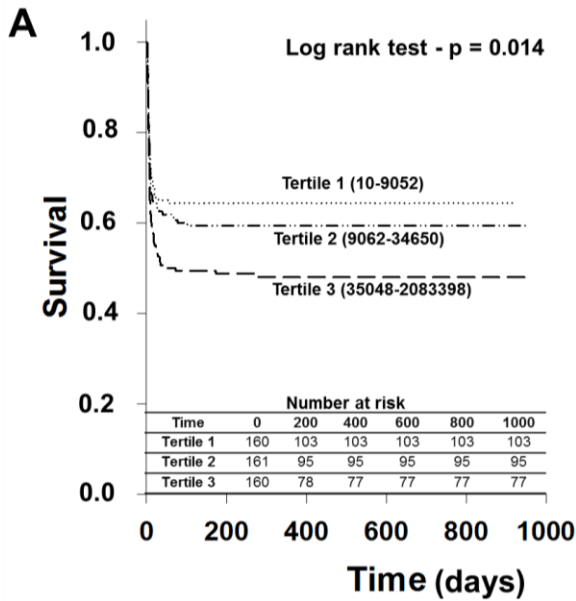 A
Log rank test - p = 0.014
Survival
1.0
0.8
0.6
0.4
0.2
0.0
Tertile 1 (10-9052)
Tertile 2 (9062-34650)
Tertile 3 (35048-2083398)
Number at risk
Time 0 200 400 600 800 1000
Tertile 1 160 103 103 103 103 103
Tertile 2 161 95 95 95 95 95
Tertile 3 160 78 77 77 77 77
0 200 400 600 800 1000
Time (days)